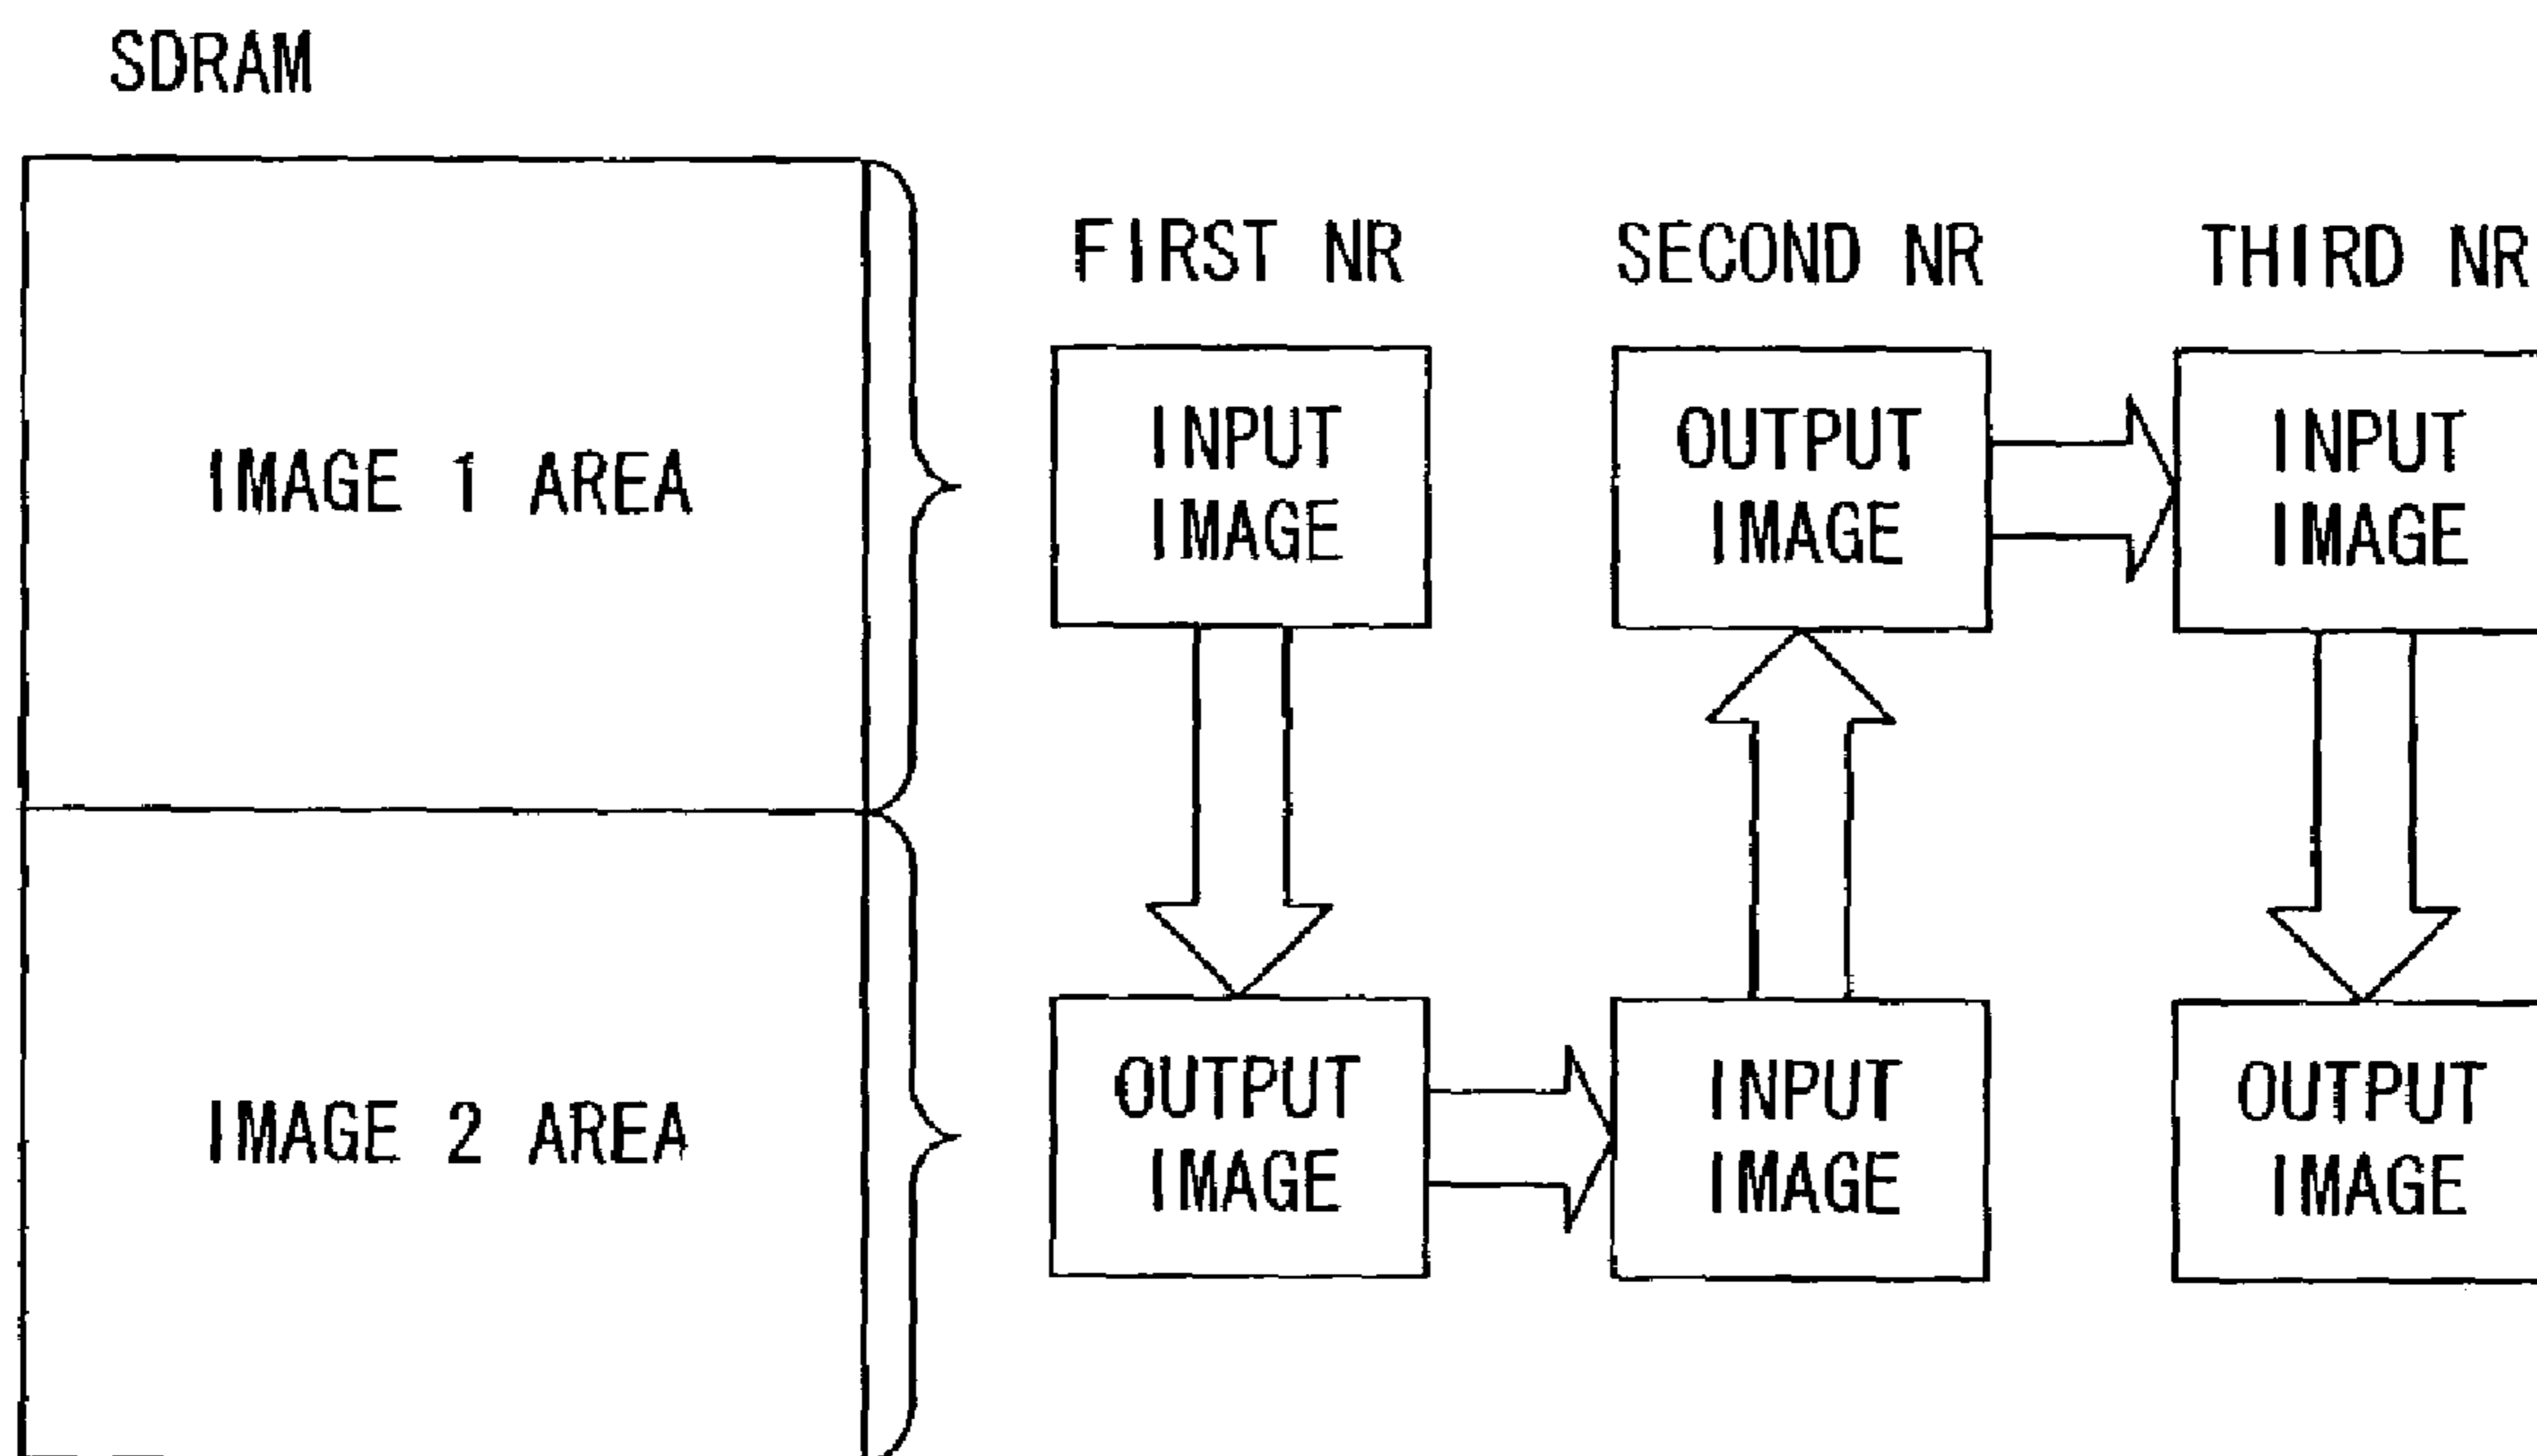 SDRAM
FIRST NR
SECOND NR
THIRD NR
IMAGE 1 AREA
INPUT
IMAGE
OUTPUT
IMAGE
INPUT
IMAGE
IMAGE 2 AREA
OUTPUT
IMAGE
INPUT
IMAGE
OUTPUT
IMAGE